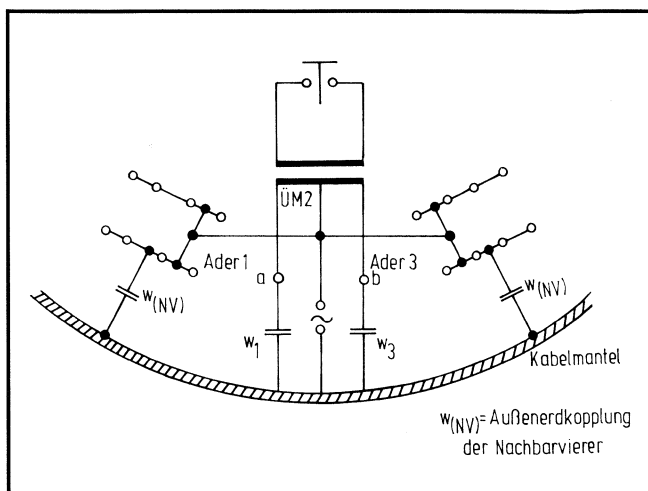 ÜM2
Ader 1
a
b
Ader 3
w(NV)
w1
~
w3
w(NV)
Kabelmantel
w(NV)= Außenerdkopplung
der Nachbarvierer